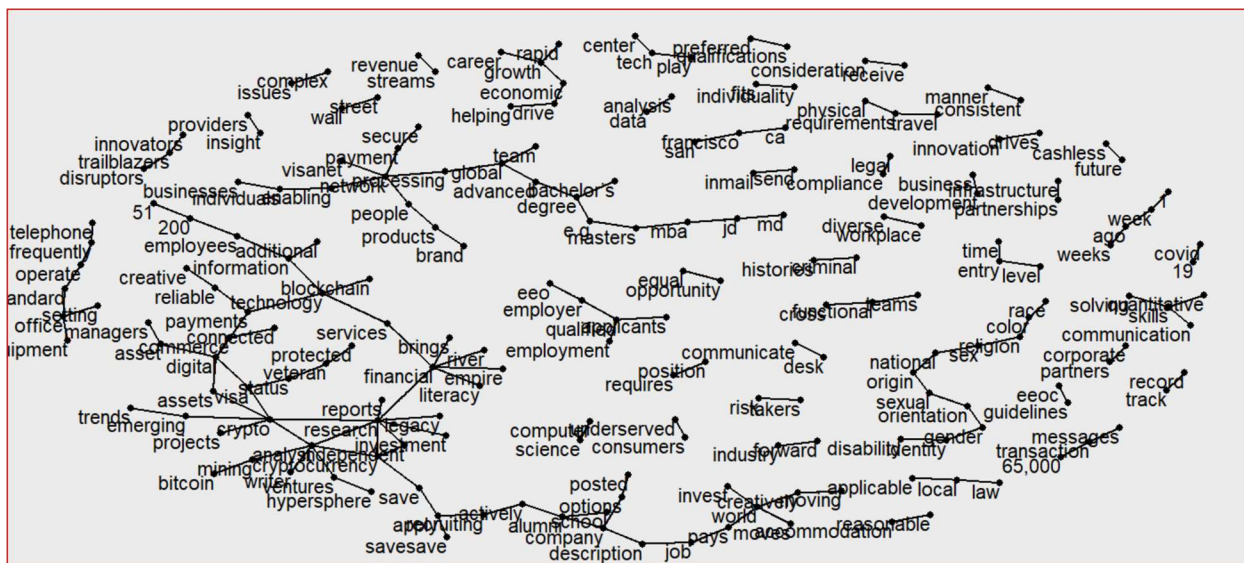 center preferred
career rapid tech play qualifications
revenue growth consideration
complex streams economic receive
issues street fits
wall helping drive analysis individuality manner
providers data physical consistent
innovators insight secure requirements travel
trailblazers payment francisco ca innovation drives
disruptors visanet team san cashless
businesses network processing global legal future
individuals enabling advanced bachelor's inmail send compliance business infrastructure
51 people degree development partnerships 1
telephone 200 products e.g masters mba jd md diverse week
frequently employees additional brand workplace time ago
operate information histories criminal entry level weeks covid
creative blockchain equal 19
andard reliable technology eeo opportunity
setting payments employer functional teams race solving quantitative
office managers connected services qualified applicants cross color skills
uipment asset commerce brings employment communicate religion communication
digital protected river national sex corporate
veteran financial empire position desk origin partners
status literacy requires sexual eeoc record
assets visa reports orientation guidelines track
trends emerging crypto research legacy risk takers
projects investment computer underserved gender messages
analyst independent science consumers industry forward disability identity transaction
mining cryptocurrency 65,000
bitcoin writer ventures posted
hypersphere save options invest creatively moving applicable local law
apply recruiting actively alumni school world
savesave company pays moves accommodation reasonable
description job